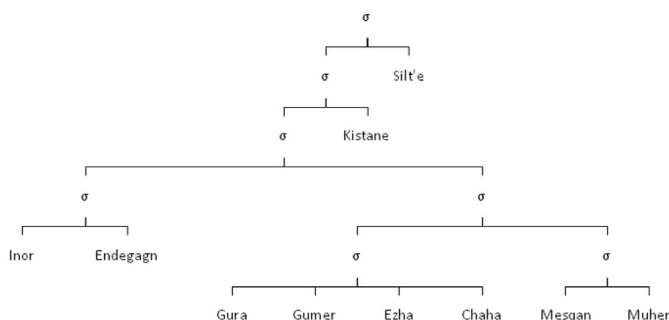 σ
σ Silt'e
σ Kistane
σ σ
Inor Endegagn σ σ
Gura Gumer Ezha Chaha Mesqan Muher